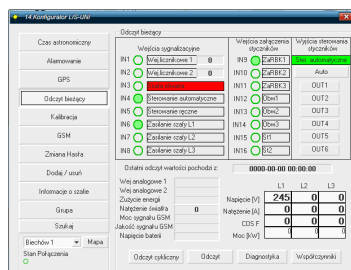 14 Konfigurator LIS-UNI
Odczyt bieżący
Czas astronomiczny
Alarmowanie
GPS
Odczyt bieżący
Kalibracja
GSM
Zmiana Hasła
Dodaj / usuń
Informacje o szafie
Grupa
Szukaj
Biechów 1
Mapa
Stan Połączenia
Wejścia sygnalizacyjne
IN1 Wej.licznikowe 1 0
IN2 Wej.licznikowe 2 0
IN3
IN4 Sterowanie automatyczne
IN5 Sterowanie ręczne
IN6 Zasilanie szafy L1
IN7 Zasilanie szafy L2
IN8 Zasilanie szafy L3
Wejścia załączenia styczników
IN9 ZaRBK1
IN10 ZaRBK2
IN11 ZaRBK3
IN12 Obw1
IN13 Obw2
IN14 Obw3
IN15 St1
IN16 St2
Wyjścia sterowania styczników
Ster. automatyczne
Auto
OUT1
OUT2
OUT3
OUT4
OUT5
OUT6
Ostatni odczyt wartości pochodzi z: 0000-00-00 00:00:00
Wej analogowe 1
Wej analogowe 2
Zużycie energii
Natężenie światła 0
Moc sygnału GSM
Jakość sygnału GSM
Napięcie baterii
L1 L2 L3
Napięcie [V] 245 0 0
Natężenie [A] 0 0 0
COS F 0 0 0
Moc [kW] 0 0 0
Odczyt cykliczny
Odczyt
Diagnostyka
Współczynniki